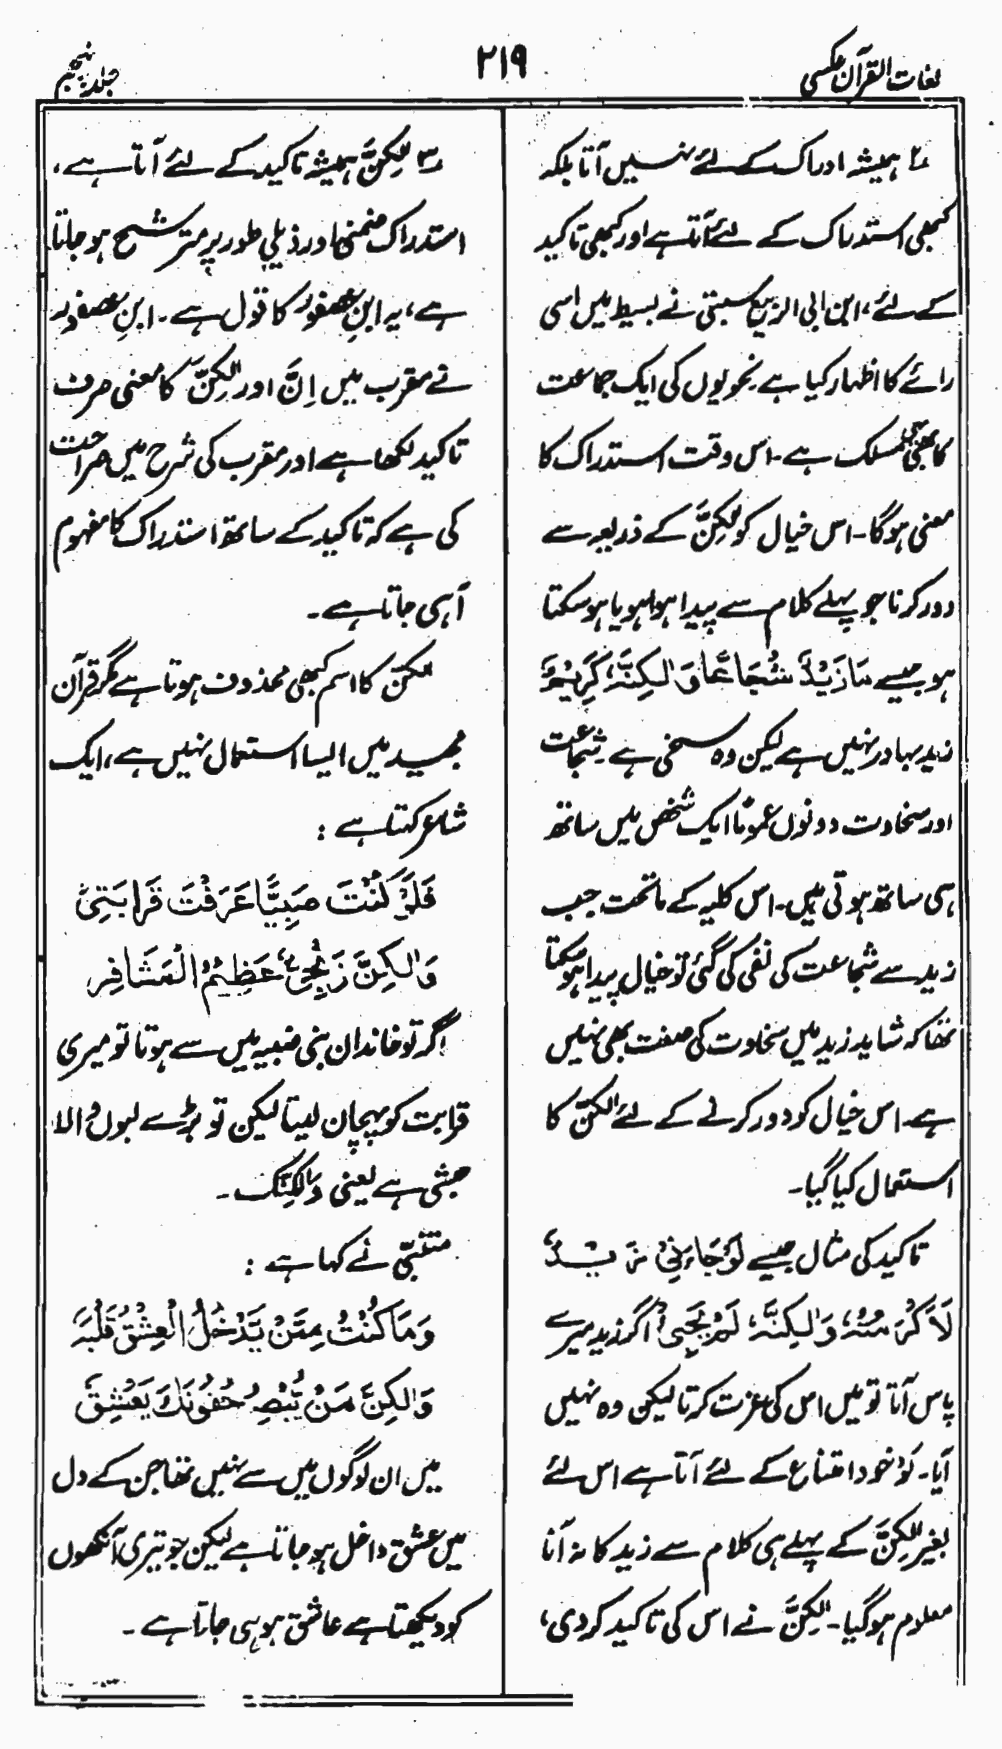 لغات القرآن عکسی
۲۱۹
جلد پنجم
۲؎ ہمیشہ ادراک کے لئے نہیں آتا بلکہ
کبھی استدراک کے لئے آتا ہے اور کبھی تاکید
کے لئے، ابن ابی الربیع سبتی نے بسیط میں اسی
رائے کا اظہار کیا ہے نحویوں کی ایک جماعت
کا بھی یہی مسلک ہے۔ اس وقت استدراک کا
معنی ہوگا۔ اس خیال کو لٰکِنَّ کے ذریعہ سے
دور کرنا جو پہلے کلام سے پیدا ہوا ہو یا ہو سکتا
ہو جیسے مَا زَیْدٌ شُجَاعًا وَلٰکِنَّہٗ کَرِیْمٌ
زید بہادر نہیں ہے لیکن وہ سخی ہے شجاعت
اور سخاوت دونوں عموماً ایک شخص میں ساتھ
ہی ساتھ ہوتی ہیں۔ اس کلیہ کے ماتحت جب
زید سے شجاعت کی نفی کی گئی تو خیال پیدا ہو سکتا
تھا کہ شاید زید میں سخاوت کی صفت بھی نہیں
ہے۔ اس خیال کو دور کرنے کے لئے لٰکنّ کا
استعمال کیا گیا۔
تاکید کی مثال جیسے لَوْ جَاءَنِیْ زَیْدٌ
لَاَکْرَمْتُہٗ وَلٰکِنَّہٗ لَمْ یَجِئْ اگر زید میرے
پاس آتا تو میں اس کی عزت کرتا لیکن وہ نہیں
آیا۔ لَوْ خود امتناع کے لئے آتا ہے اس لئے
بغیر لٰکِنَّ کے پہلے ہی کلام سے زید کا نہ آنا
معلوم ہوگیا۔ لٰکِنَّ نے اس کی تاکید کردی،
۳؎ لٰکِنَّ ہمیشہ تاکید کے لئے آتا ہے،
استدراک ضمنی اور ذیلی طور پر مترشح ہو جاتا
ہے، یہ ابنِ عصفور کا قول ہے۔ ابنِ عصفور
نے مقرب میں اِنَّ اور لٰکِنَّ کا معنی صرف
تاکید لکھا ہے اور مقرب کی شرح میں صراحت
کی ہے کہ تاکید کے ساتھ استدراک کا مفہوم
آہی جاتا ہے۔
لٰکنّ کا اسم کبھی محذوف ہوتا ہے مگر قرآن
مجید میں ایسا استعمال نہیں ہے، ایک
شاعر کہتا ہے :
فَلَوْ کُنْتَ صَبِیًّا عَرَفْتَ قَرَابَتِیْ
وَلٰکِنَّ زَنْجِیٌّ عَظِیْمُ الْمَشَافِرِ
اگر تو خاندان بنی ضبیہ میں سے ہوتا تو میری
قرابت کو پہچان لیتا لیکن تو بڑے لبوں والا
حبشی ہے یعنی وَلٰکِنَّکَ۔
متنبّی نے کہا ہے :
وَمَا کُنْتُ مِمَّنْ یَدْخُلُ الْعِشْقُ قَلْبَہٗ
وَلٰکِنَّ مَنْ یُّبْصِرْ جُفُوْنَکَ یَعْشِقٖ
میں ان لوگوں میں سے نہیں تھا جن کے دل
میں عشق داخل ہو جاتا ہے لیکن جو تیری آنکھوں
کو دیکھتا ہے عاشق ہو ہی جاتا ہے۔